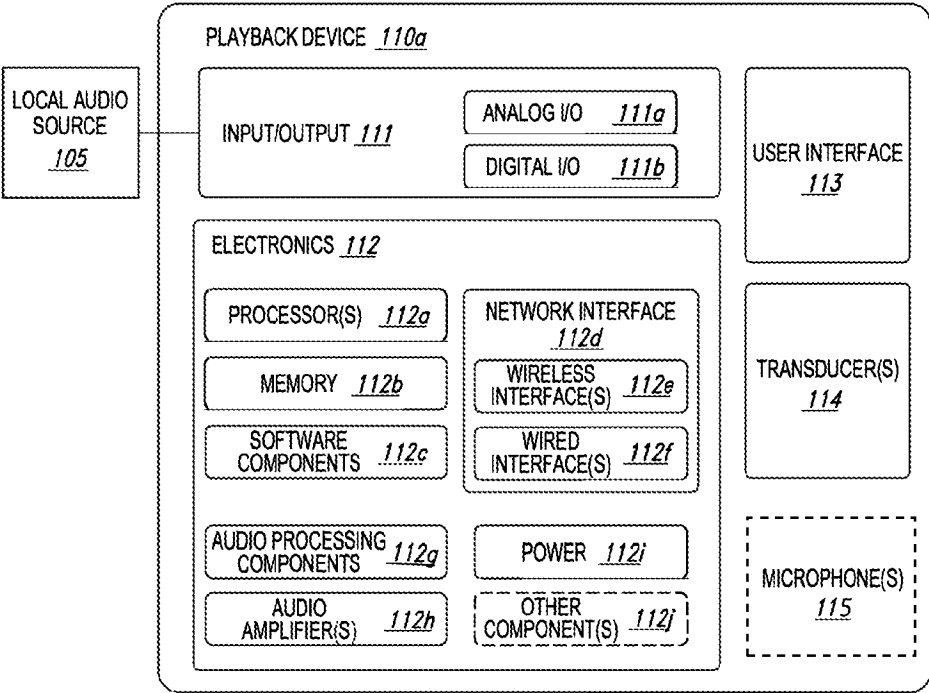 PLAYBACK DEVICE 110a
LOCAL AUDIO
SOURCE
105
INPUT/OUTPUT 111
ANALOG I/O 111a
DIGITAL I/O 111b
USER INTERFACE
113
ELECTRONICS 112
PROCESSOR(S) 112a
MEMORY 112b
SOFTWARE
COMPONENTS 112c
NETWORK INTERFACE
112d
WIRELESS
INTERFACE(S) 112e
WIRED
INTERFACE(S) 112f
AUDIO PROCESSING
COMPONENTS 112g
AUDIO
AMPLIFIER(S) 112h
POWER 112i
OTHER
COMPONENT(S) 112j
TRANSDUCER(S)
114
MICROPHONE(S)
115